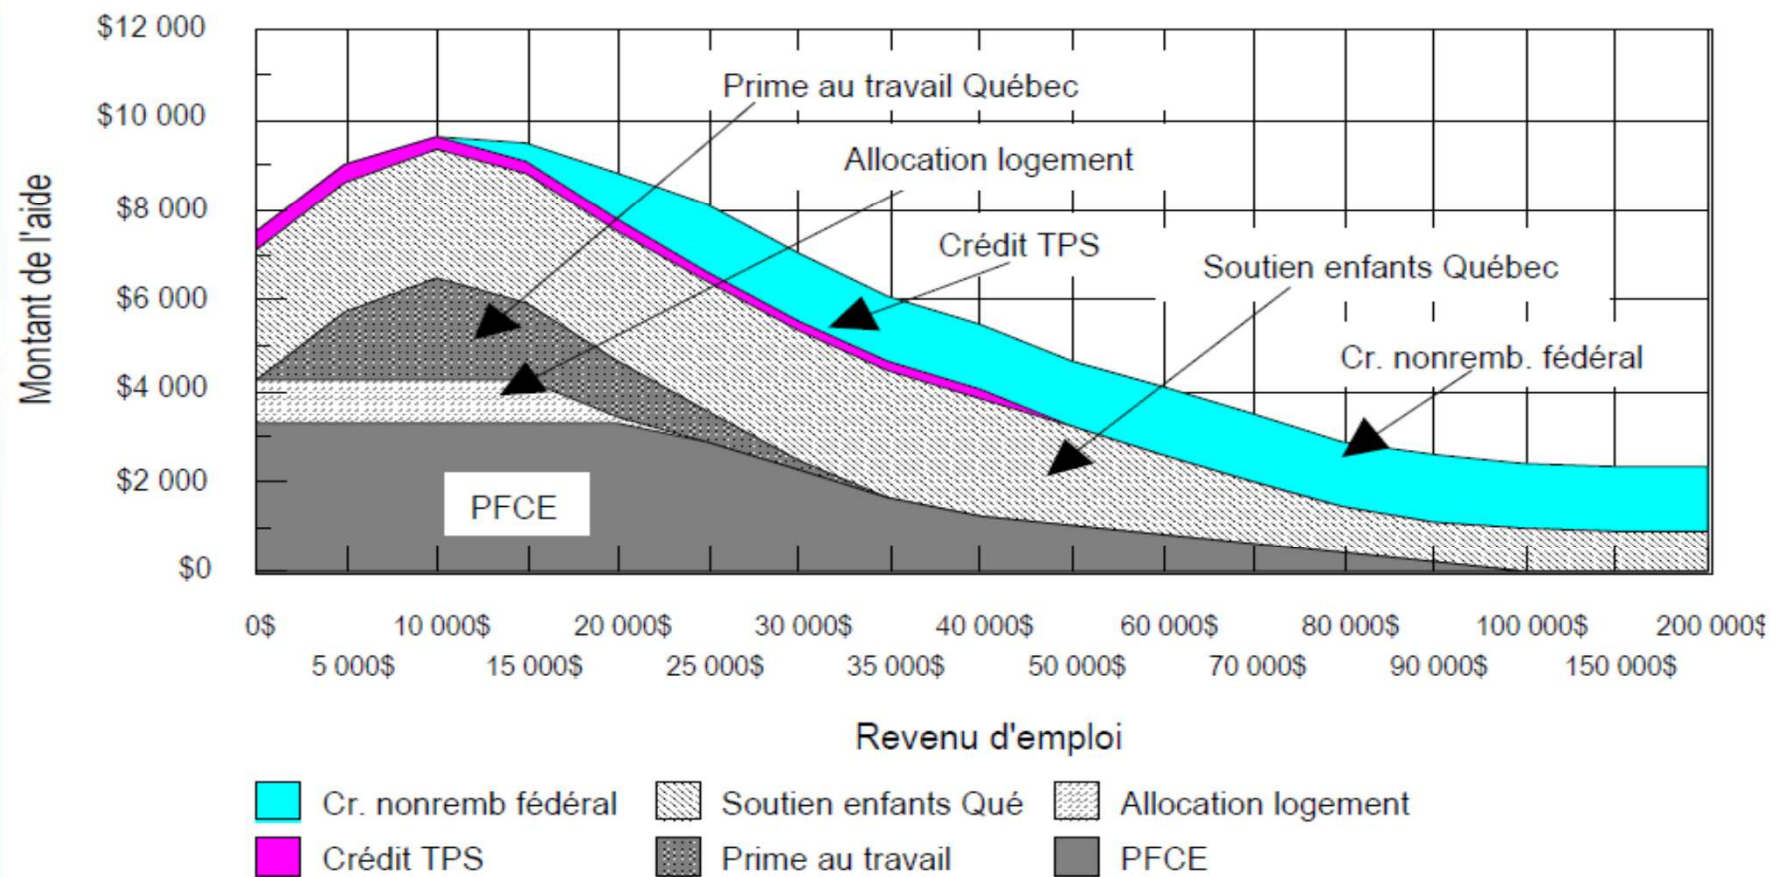 $12 000
$10 000
$8 000
$6 000
$4 000
$2 000
$0
Montant de l'aide
Prime au travail Québec
Allocation logement
Crédit TPS
Soutien enfants Québec
Cr. nonremb. fédéral
PFCE
0$ 10 000$ 20 000$ 30 000$ 40 000$ 60 000$ 80 000$ 100 000$ 200 000$
5 000$ 15 000$ 25 000$ 35 000$ 50 000$ 70 000$ 90 000$ 150 000$
Revenu d'emploi
Cr. nonremb fédéral Soutien enfants Qué Allocation logement
Crédit TPS Prime au travail PFCE